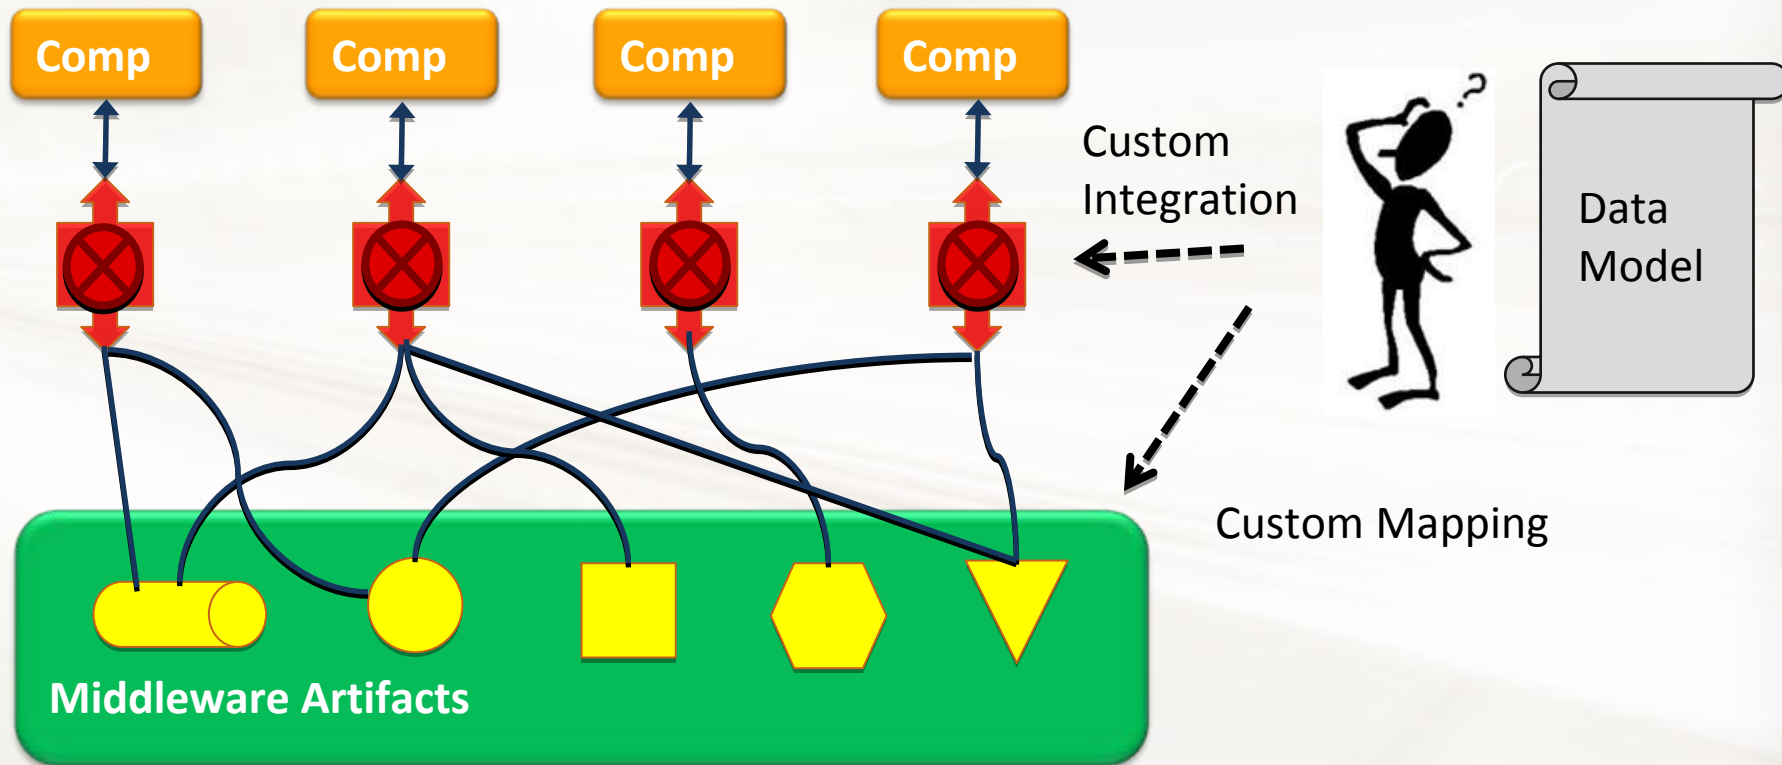 Comp
Comp
Comp
Comp
Custom
Integration
?
Data
Model
Custom Mapping
Middleware Artifacts